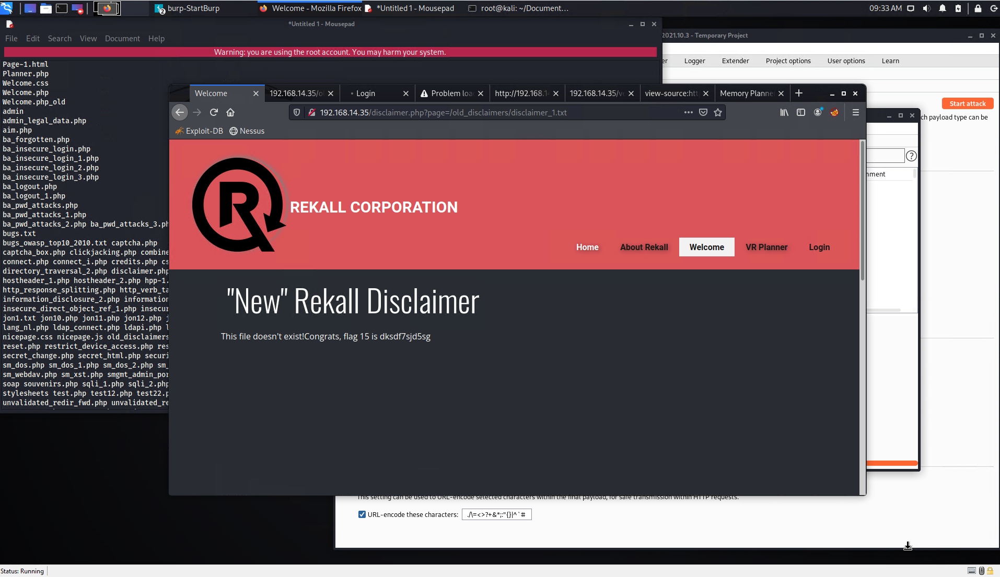 burp-StartBurp
Welcome - Mozilla Firefox
*Untitled 1 - Mousepad
root@kali: ~/Document...
09:33 AM
*Untitled 1 - Mousepad
File Edit Search View Document Help
Warning: you are using the root account. You may harm your system.
2021.10.3 - Temporary Project
Logger Extender Project options User options Learn
Start attack
ch payload type can be
Page-1.html
Planner.php
Welcome.css
Welcome.php
Welcome.php_old
admin
admin_legal_data.php
aim.php
ba_forgotten.php
ba_insecure_login.php
ba_insecure_login_1.php
ba_insecure_login_2.php
ba_insecure_login_3.php
ba_logout.php
ba_logout_1.php
ba_pwd_attacks.php
ba_pwd_attacks_1.php
ba_pwd_attacks_2.php ba_pwd_attacks_3.ph
bugs.txt
bugs_owasp_top10_2010.txt captcha.php
captcha_box.php clickjacking.php combine
connect.php connect_i.php credits.php cs
directory_traversal_2.php disclaimer.php
hostheader_1.php hostheader_2.php hpp-1.
http_response_splitting.php http_verb_ta
information_disclosure_2.php information
insecure_direct_object_ref_1.php insecur
jon1.txt jon10.php jon11.php jon12.php j
lang_nl.php ldap_connect.php ldapi.php l
nicepage.css nicepage.js old_disclaimers
reset.php restrict_device_access.php res
secret_change.php secret_html.php securi
sm_dos.php sm_dos_1.php sm_dos_2.php sm_
sm_webdav.php sm_xst.php smgmt_admin_por
soap souvenirs.php sqli_1.php sqli_2.php
stylesheets test.php test12.php test22.p
unvalidated_redir_fwd.php unvalidated_re
Welcome
192.168.14.35/ol
Login
Problem loa
http://192.168.1
192.168.14.35/v
view-source:htt
Memory Planne
192.168.14.35/disclaimer.php?page=/old_disclaimers/disclaimer_1.txt
Exploit-DB
Nessus
R
REKALL CORPORATION
Home About Rekall Welcome VR Planner Login
"New" Rekall Disclaimer
This file doesn't exist!Congrats, flag 15 is dksdf7sjd5sg
nment
This setting can be used to URL-encode selected characters within the final payload, for safe transmission within HTTP requests.
URL-encode these characters: ./\=<>?+&*;:"{}|^`#
Status: Running